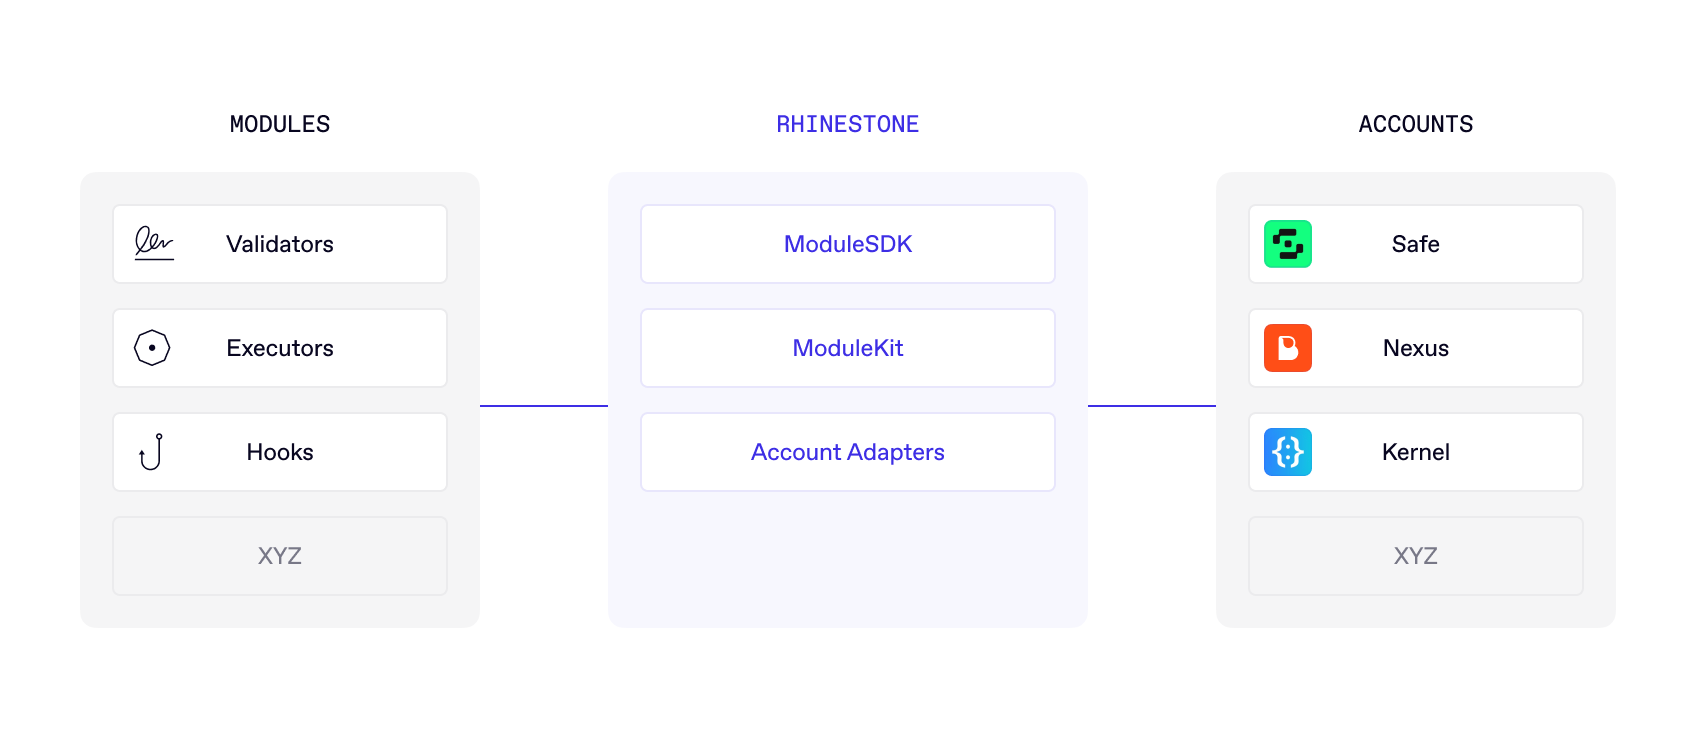 MODULES
Validators
Executors
Hooks
XYZ
RHINESTONE
ModuleSDK
ModuleKit
Account Adapters
ACCOUNTS
Safe
Nexus
Kernel
XYZ